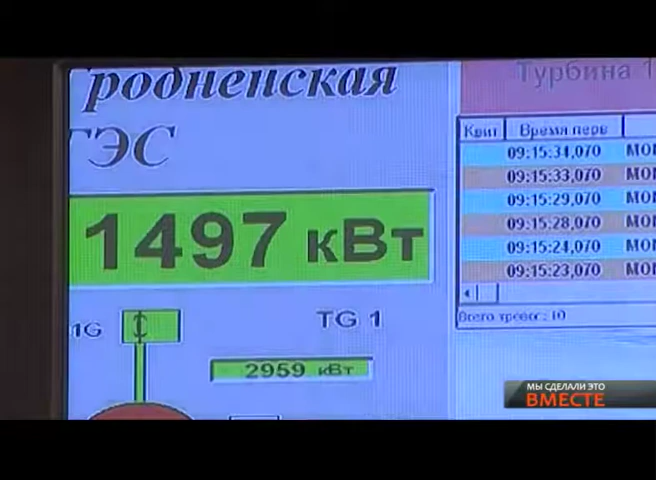 родненская
ГЭС
1497 кВт
1G
TG 1
2959 кВт
Турбина 1
Квит Время перв
09:15:34,070
09:15:33,070
09:15:29,070
09:15:28,070
09:15:24,070
09:15:23,070
Всего тревог: 10
МЫ СДЕЛАЛИ ЭТО
ВМЕСТЕ